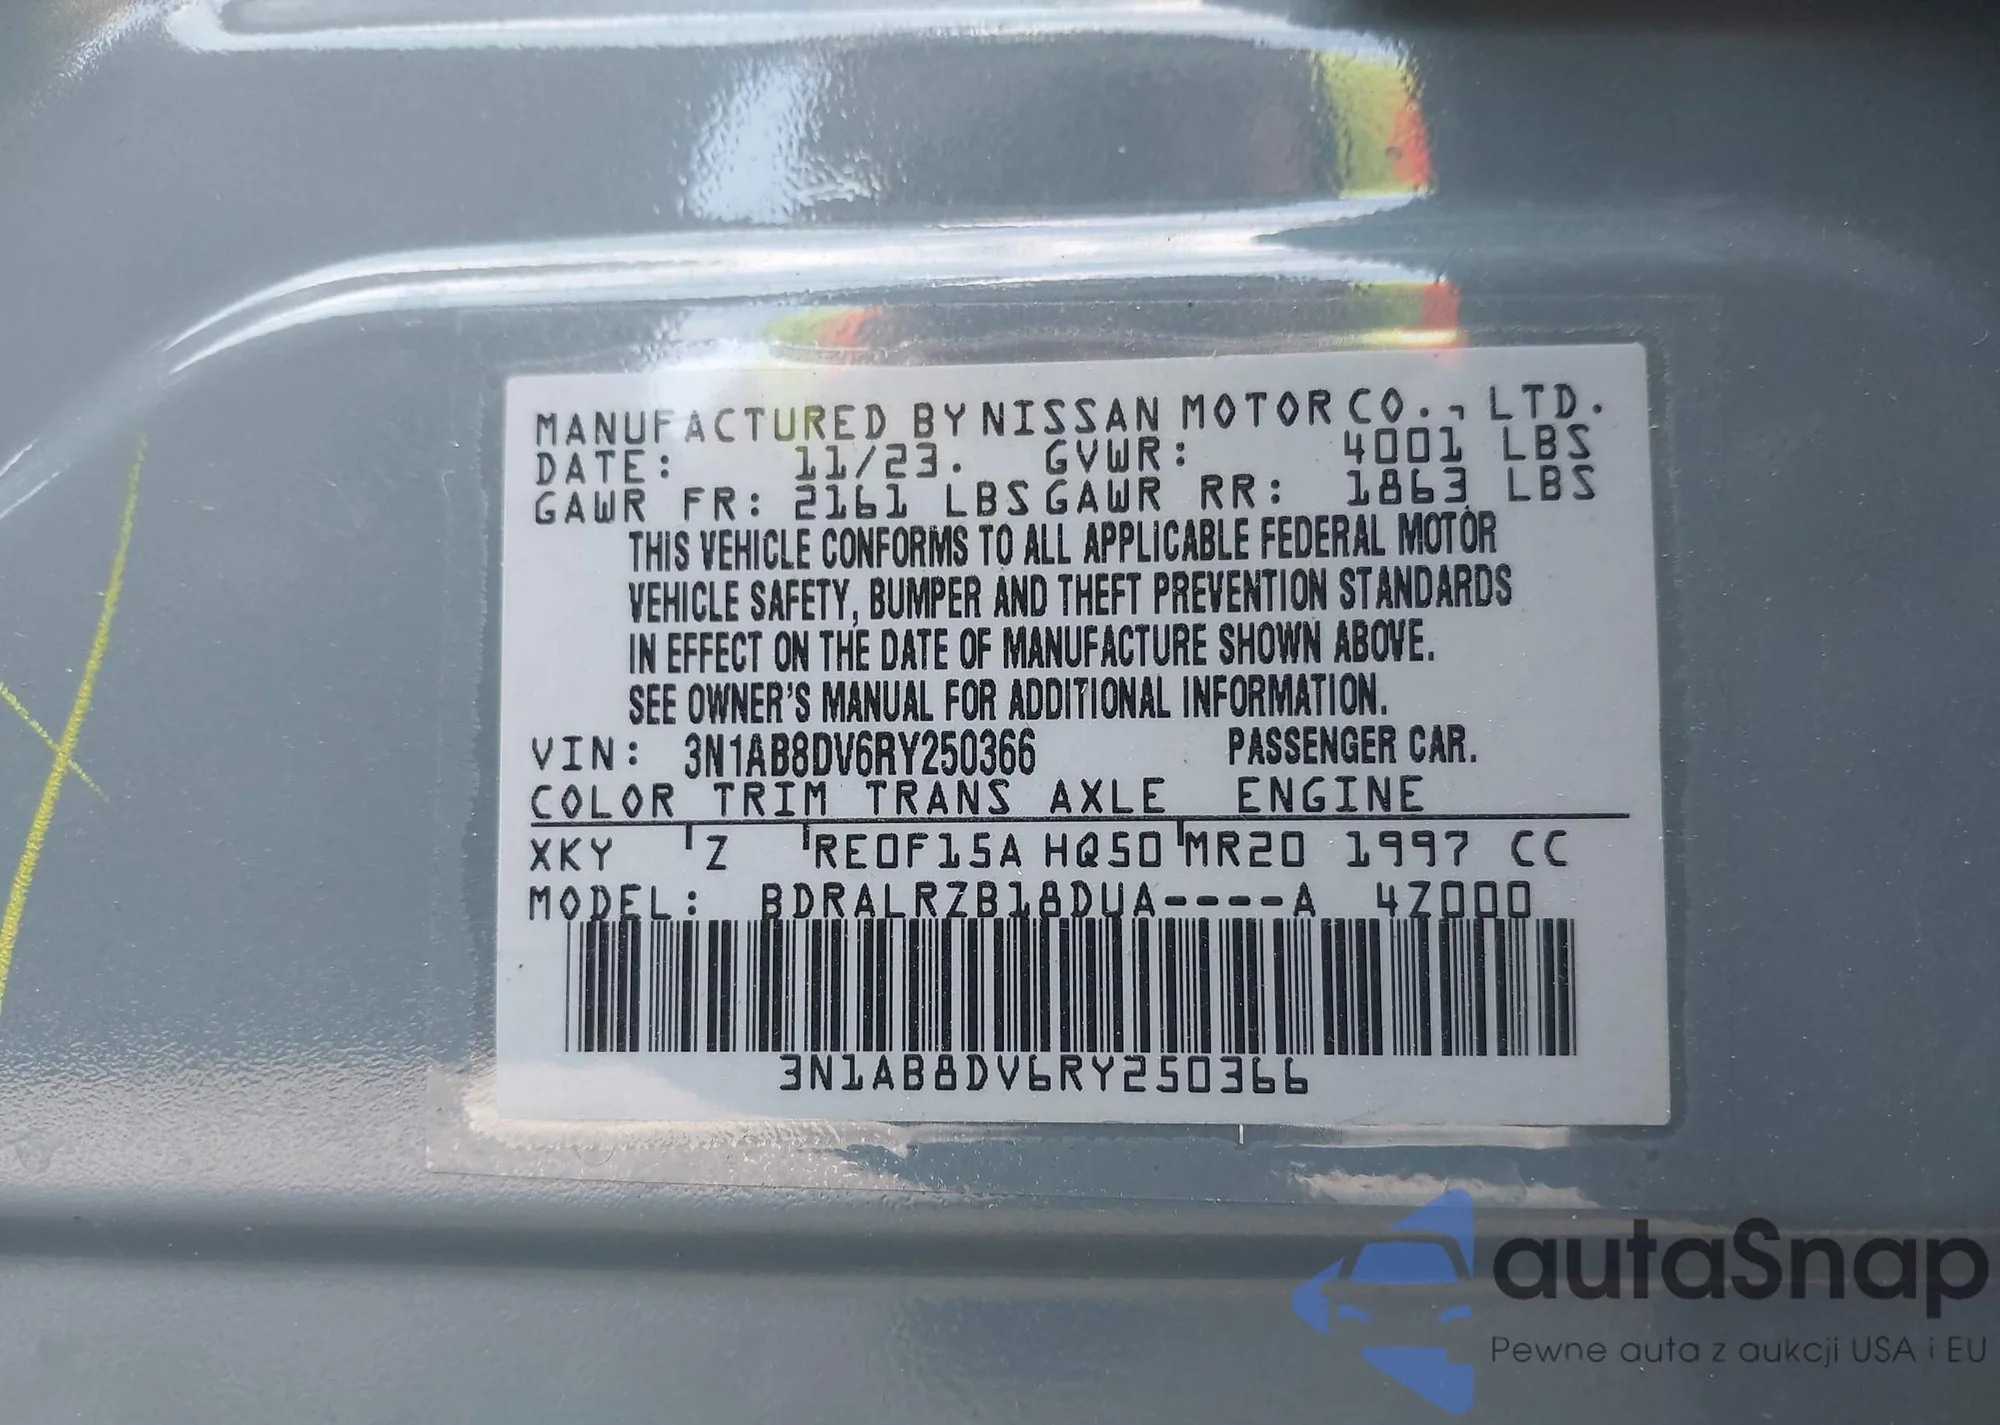 MANUFACTURED BY NISSAN MOTOR CO., LTD.
DATE: 11/23. GVWR: 4001 LBS
GAWR FR: 2161 LBS GAWR RR: 1863 LBS
THIS VEHICLE CONFORMS TO ALL APPLICABLE FEDERAL MOTOR
VEHICLE SAFETY, BUMPER AND THEFT PREVENTION STANDARDS
IN EFFECT ON THE DATE OF MANUFACTURE SHOWN ABOVE.
SEE OWNER'S MANUAL FOR ADDITIONAL INFORMATION.
VIN: 3N1AB8DV6RY250366 PASSENGER CAR.
COLOR TRIM TRANS AXLE ENGINE
XKY Z RE0F15A HQ50 MR20 1997 CC
MODEL: BDRALRZB18DUA----A 4Z000
3N1AB8DV6RY250366
autaSnap
Pewne auta z aukcji USA i EU